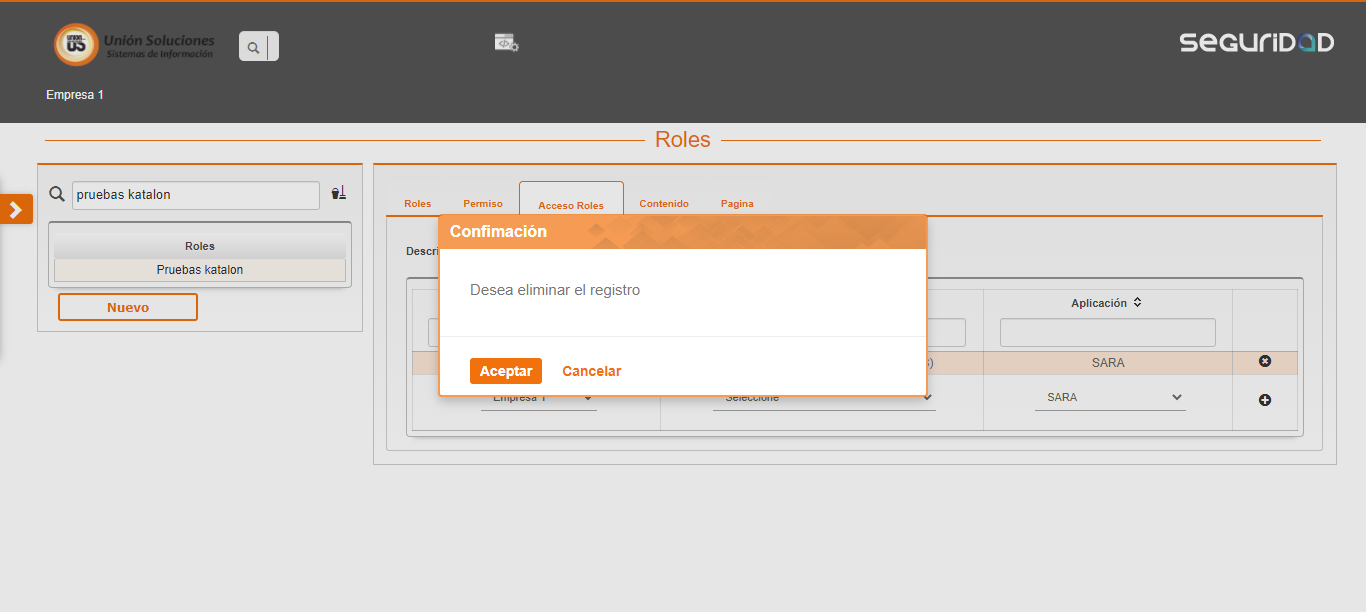 Unión Soluciones
Sistemas de Información
SEGURIDAD
Empresa 1
Roles
pruebas katalon
Roles
Pruebas katalon
Nuevo
Roles
Permiso
Acceso Roles
Contenido
Pagina
Confimación
Descri
Desea eliminar el registro
Aplicación
SARA
Aceptar
Cancelar
Empresa 1
Seleccione
SARA